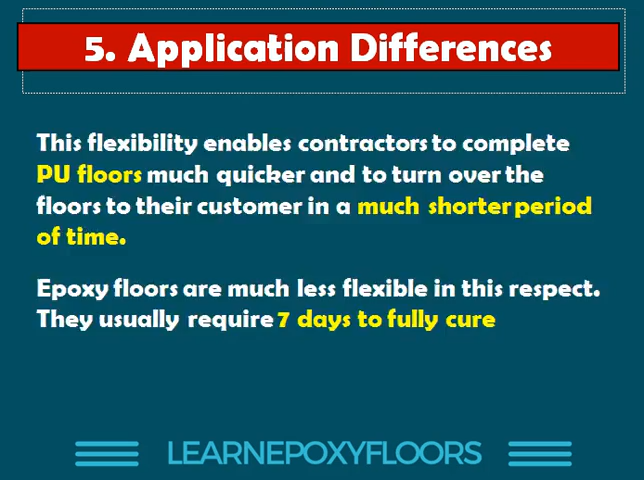 5. Application Differences
This flexibility enables contractors to complete
PU floors much quicker and to turn over the
floors to their customer in a much shorter period
of time.
Epoxy floors are much less flexible in this respect.
They usually require 7 days to fully cure
LEARNEPOXYFLOORS